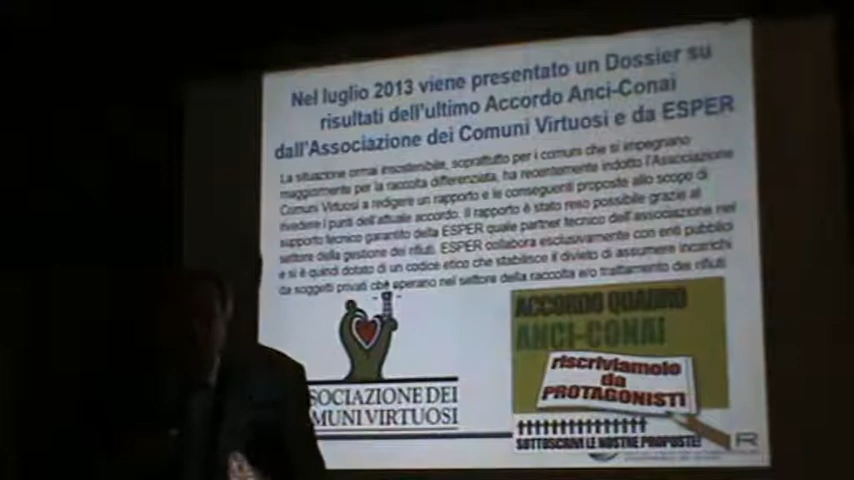 Nel luglio 2013 viene presentato un Dossier su
risultati dell'ultimo Accordo Anci-Conai
dall'Associazione dei Comuni Virtuosi e da ESPER
La situazione ormai insostenibile, soprattutto per i comuni che si impegnano
maggiormente per la raccolta differenziata, ha recentemente indotto l'Associazione
Comuni Virtuosi a redigere un rapporto e le conseguenti proposte allo scopo di
rivedere i punti dell'attuale accordo. Il rapporto è stato reso possibile grazie al
supporto tecnico garantito della ESPER quale partner tecnico dell'associazione nel
settore della gestione dei rifiuti. ESPER collabora esclusivamente con enti pubblici
e si è quindi dotato di un codice etico che stabilisce il divieto di assumere incarichi
da soggetti privati che operano nel settore della raccolta e/o trattamento dei rifiuti
SOCIAZIONE DEI
MUNI VIRTUOSI
ACCORDO QUADRO
ANCI-CONAI
riscriviamolo
da
PROTAGONISTI
SOTTOSCRIVI LE NOSTRE PROPOSTE!
R